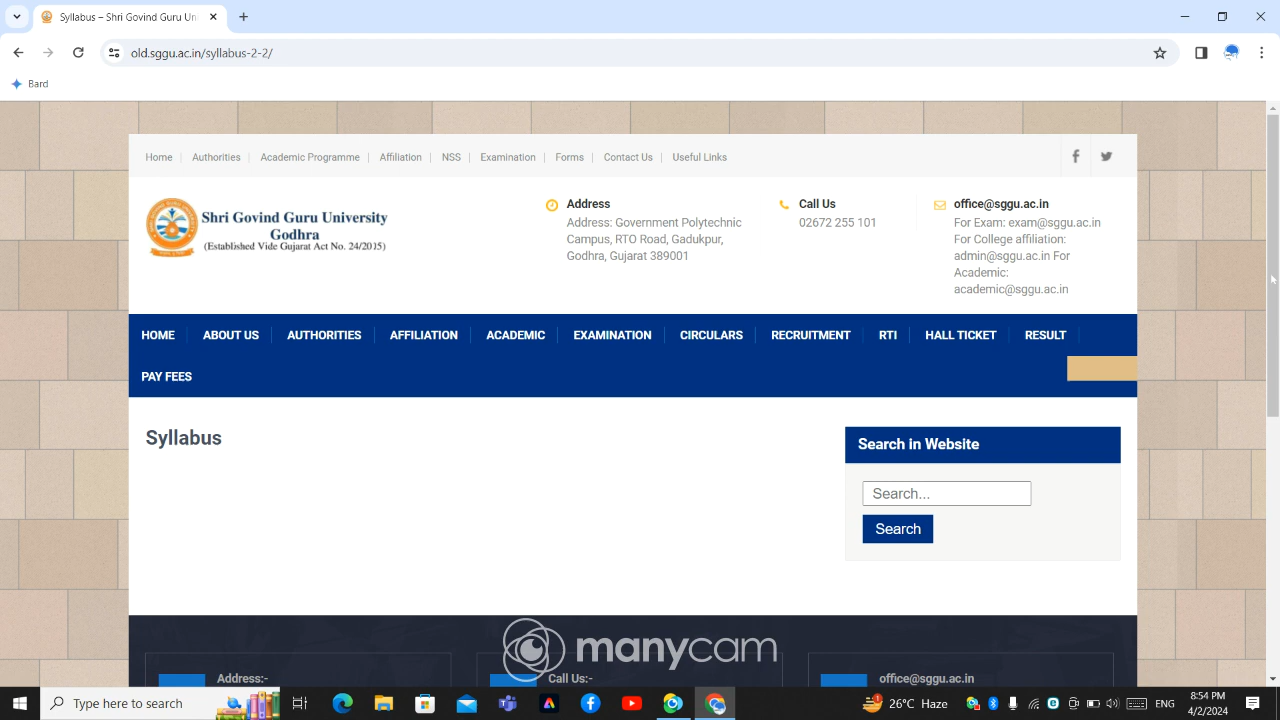 Syllabus – Shri Govind Guru Uni
old.sggu.ac.in/syllabus-2-2/
Bard
Home Authorities Academic Programme Affiliation NSS Examination Forms Contact Us Useful Links
Shri Govind Guru University
Godhra
(Established Vide Gujarat Act No. 24/2015)
Address
Address: Government Polytechnic
Campus, RTO Road, Gadukpur,
Godhra, Gujarat 389001
Call Us
02672 255 101
office@sggu.ac.in
For Exam: exam@sggu.ac.in
For College affiliation:
admin@sggu.ac.in For
Academic:
academic@sggu.ac.in
HOME ABOUT US AUTHORITIES AFFILIATION ACADEMIC EXAMINATION CIRCULARS RECRUITMENT RTI HALL TICKET RESULT
PAY FEES
Syllabus
Search in Website
Search...
Search
manycam
Address:- Call Us:- office@sggu.ac.in
Type here to search
26°C Haze
ENG
8:54 PM
4/2/2024